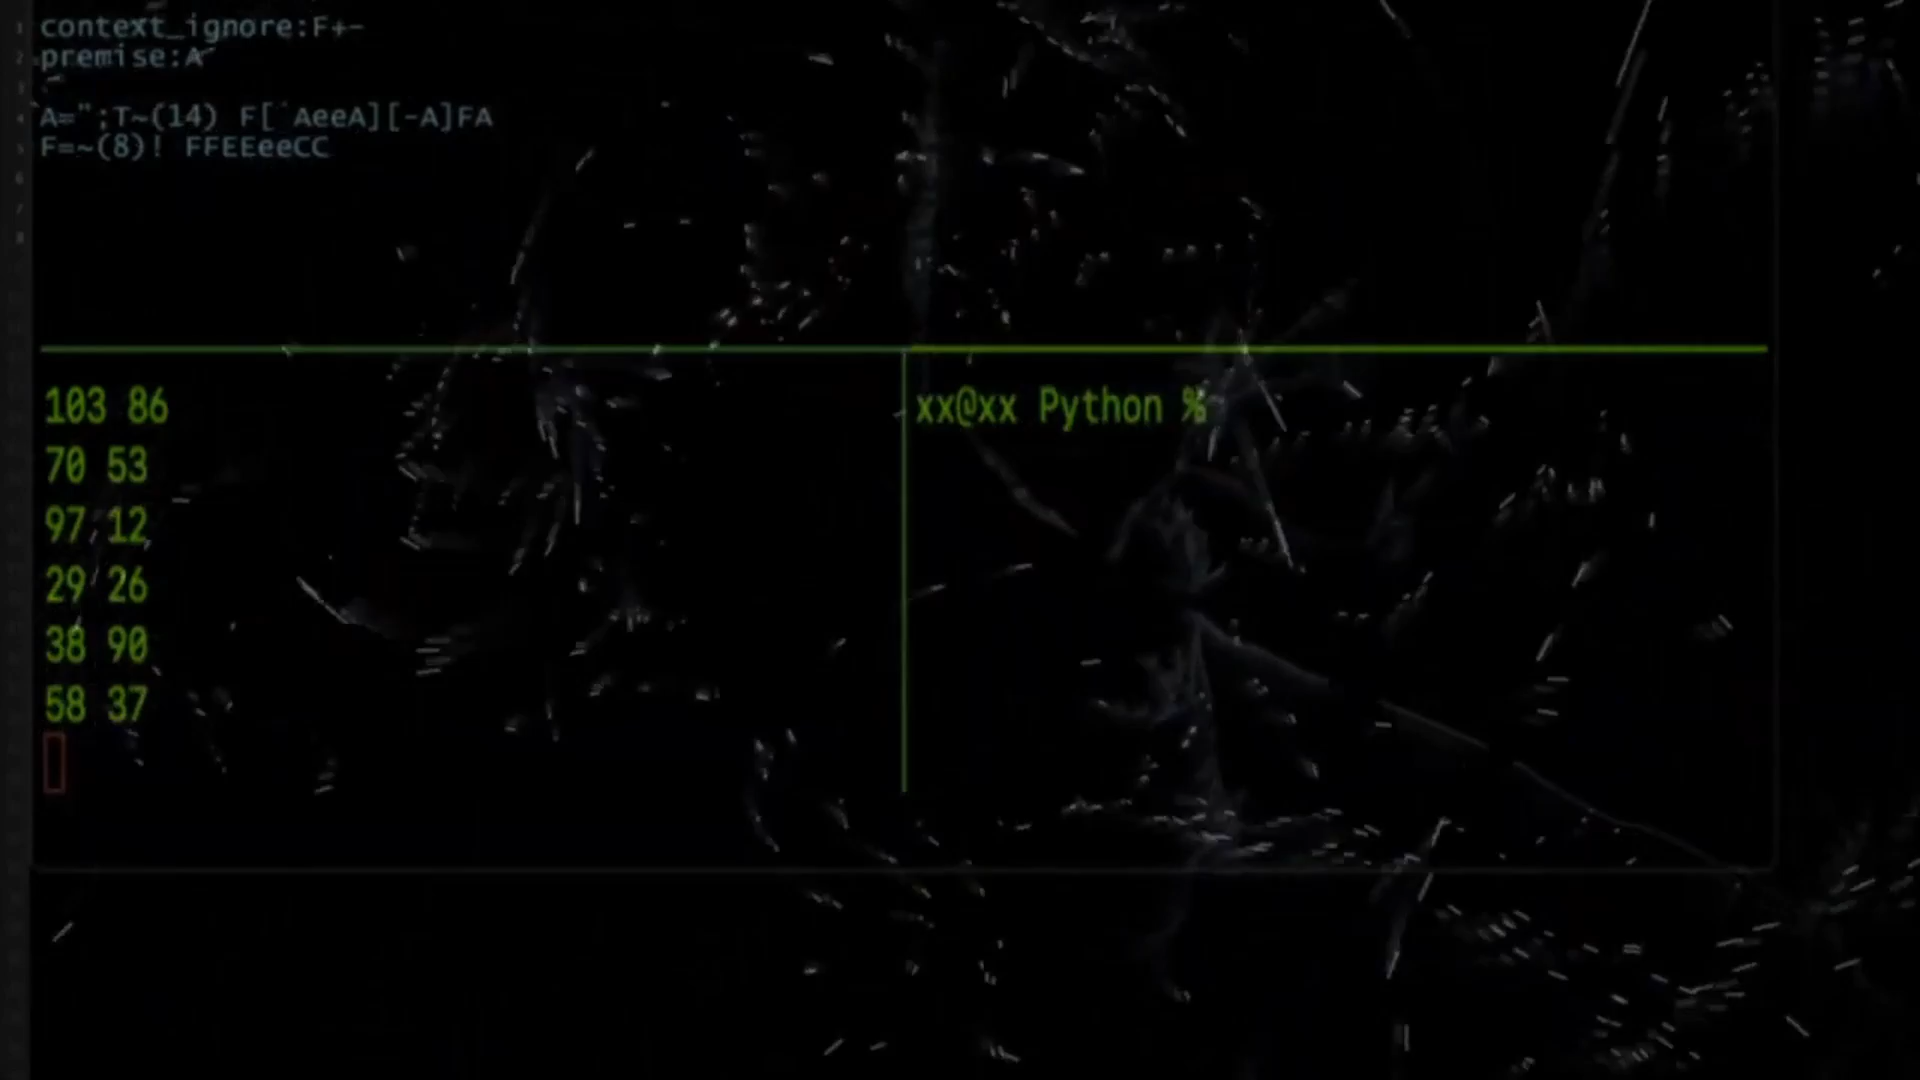 context_ignore:F+-
premise:A
A=";T~(14) F[ AeeA][-A]FA
F=~(8)! FFEEeeCC
103 86
70 53
97 12
29 26
38 90
58 37
xx@xx Python %